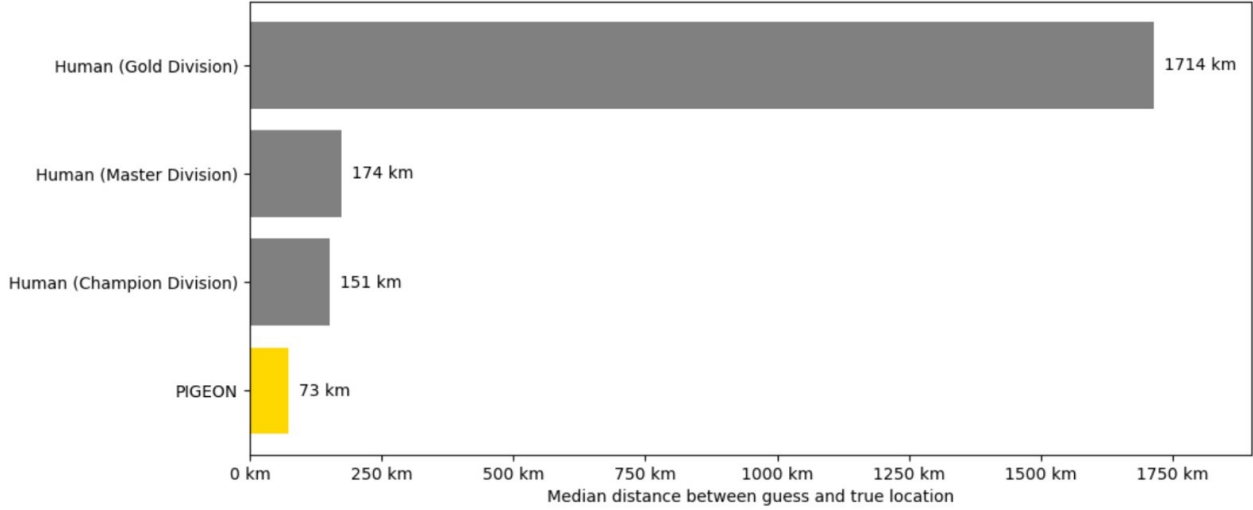 Human (Gold Division)
1714 km
Human (Master Division)
174 km
Human (Champion Division)
151 km
PIGEON
73 km
0 km 250 km 500 km 750 km 1000 km 1250 km 1500 km 1750 km
Median distance between guess and true location